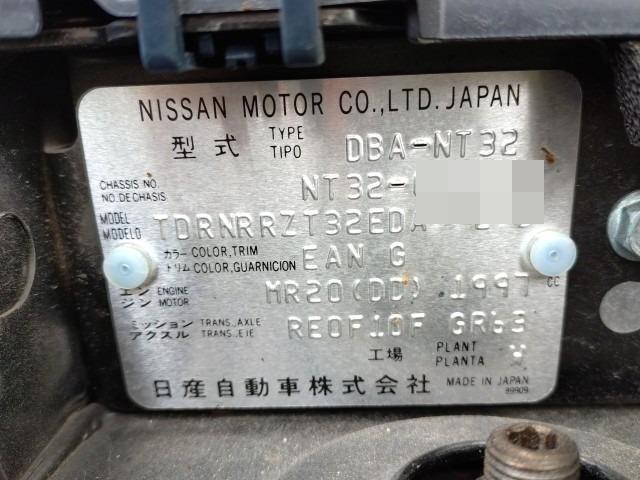 NISSAN MOTOR CO.,LTD. JAPAN
型式 TYPE TIPO DBA-NT32
CHASSIS NO. NO.DE CHASIS NT32-
MODEL MODELO TDRNRRZT32EDA
カラー COLOR,TRIM トリム COLOR,GUARNICION EAN G
エンジン ENGINE MOTOR MR20(DD) 1997 CC
ミッション TRANS.,AXLE アクスル TRANS.,EJE RE0F10F GR63
工場 PLANT PLANTA
日産自動車株式会社 MADE IN JAPAN
99909